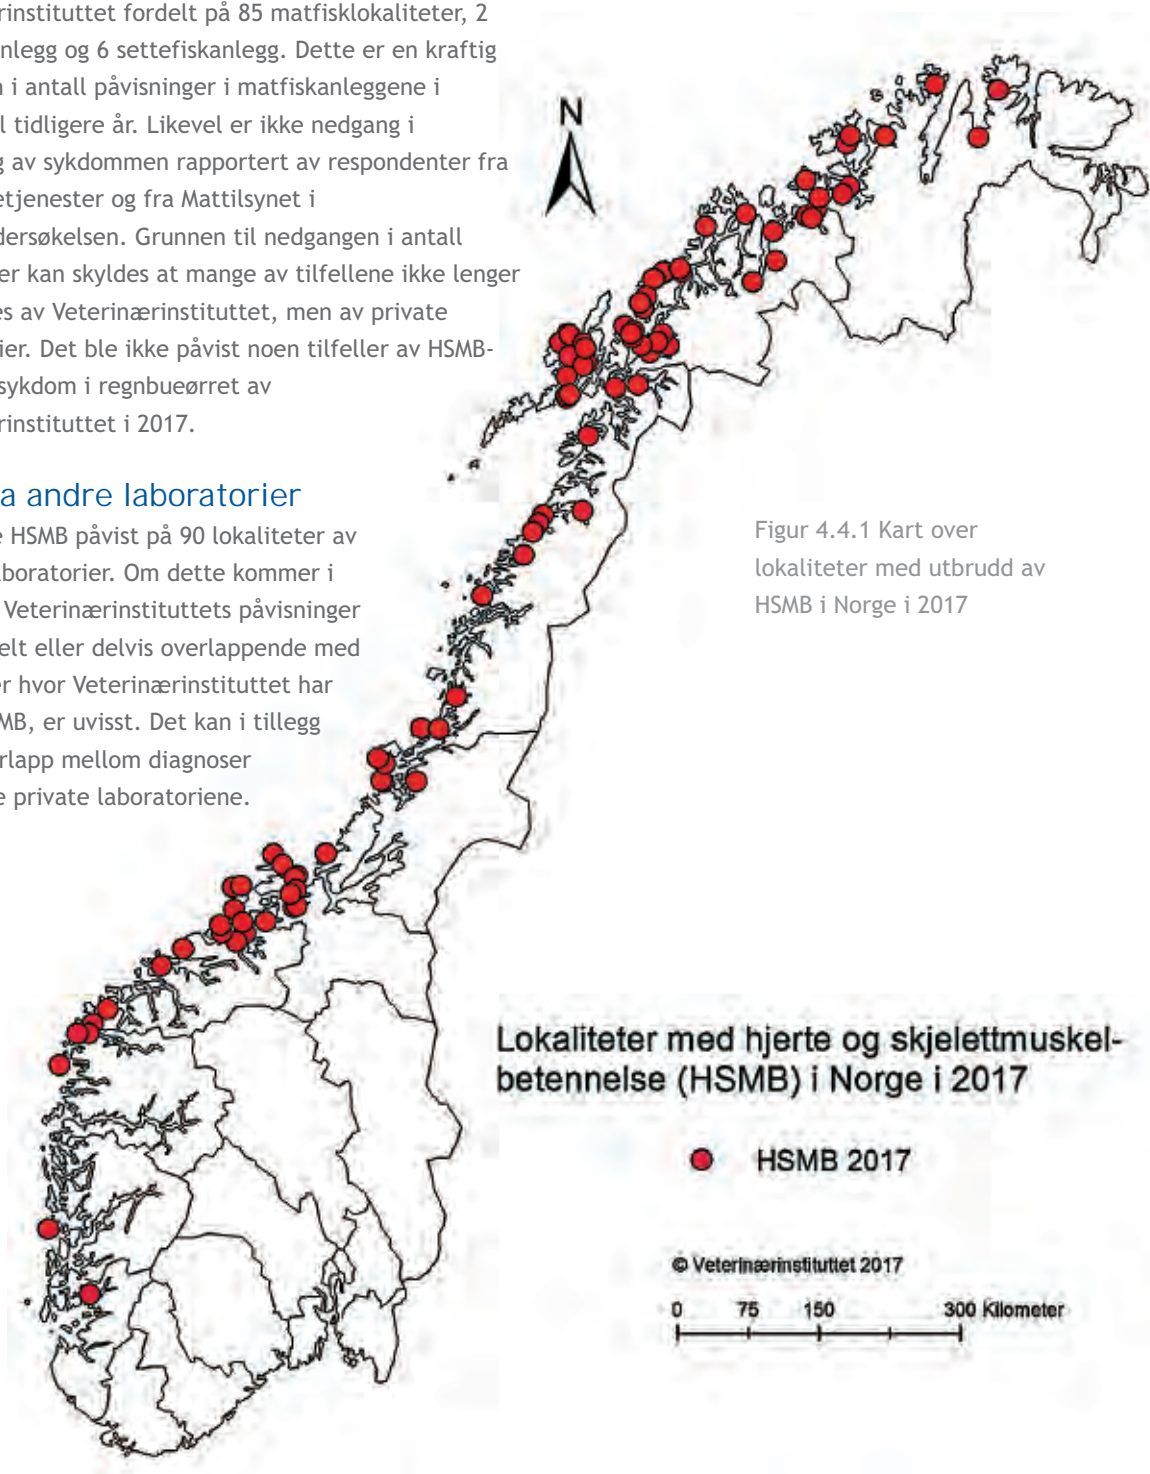 rinstituttet fordelt på 85 matfisklokaliteter, 2
nlegg og 6 settefiskanlegg. Dette er en kraftig
i antall påvisninger i matfiskanleggene i
l tidligere år. Likevel er ikke nedgang i
g av sykdommen rapportert av respondenter fra
etjenester og fra Mattilsynet i
dersøkelsen. Grunnen til nedgangen i antall
er kan skyldes at mange av tilfellene ikke lenger
es av Veterinærinstituttet, men av private
ier. Det ble ikke påvist noen tilfeller av HSMB-
sykdom i regnbueørret av
rinstituttet i 2017.
a andre laboratorier
e HSMB påvist på 90 lokaliteter av
aboratorier. Om dette kommer i
Veterinærinstituttets påvisninger
elt eller delvis overlappende med
er hvor Veterinærinstituttet har
MB, er uvisst. Det kan i tillegg
rlapp mellom diagnoser
e private laboratoriene.
N
Figur 4.4.1 Kart over
lokaliteter med utbrudd av
HSMB i Norge i 2017
Lokaliteter med hjerte og skjelettmuskel-
betennelse (HSMB) i Norge i 2017
HSMB 2017
© Veterinærinstituttet 2017
0 75 150 300 Kilometer